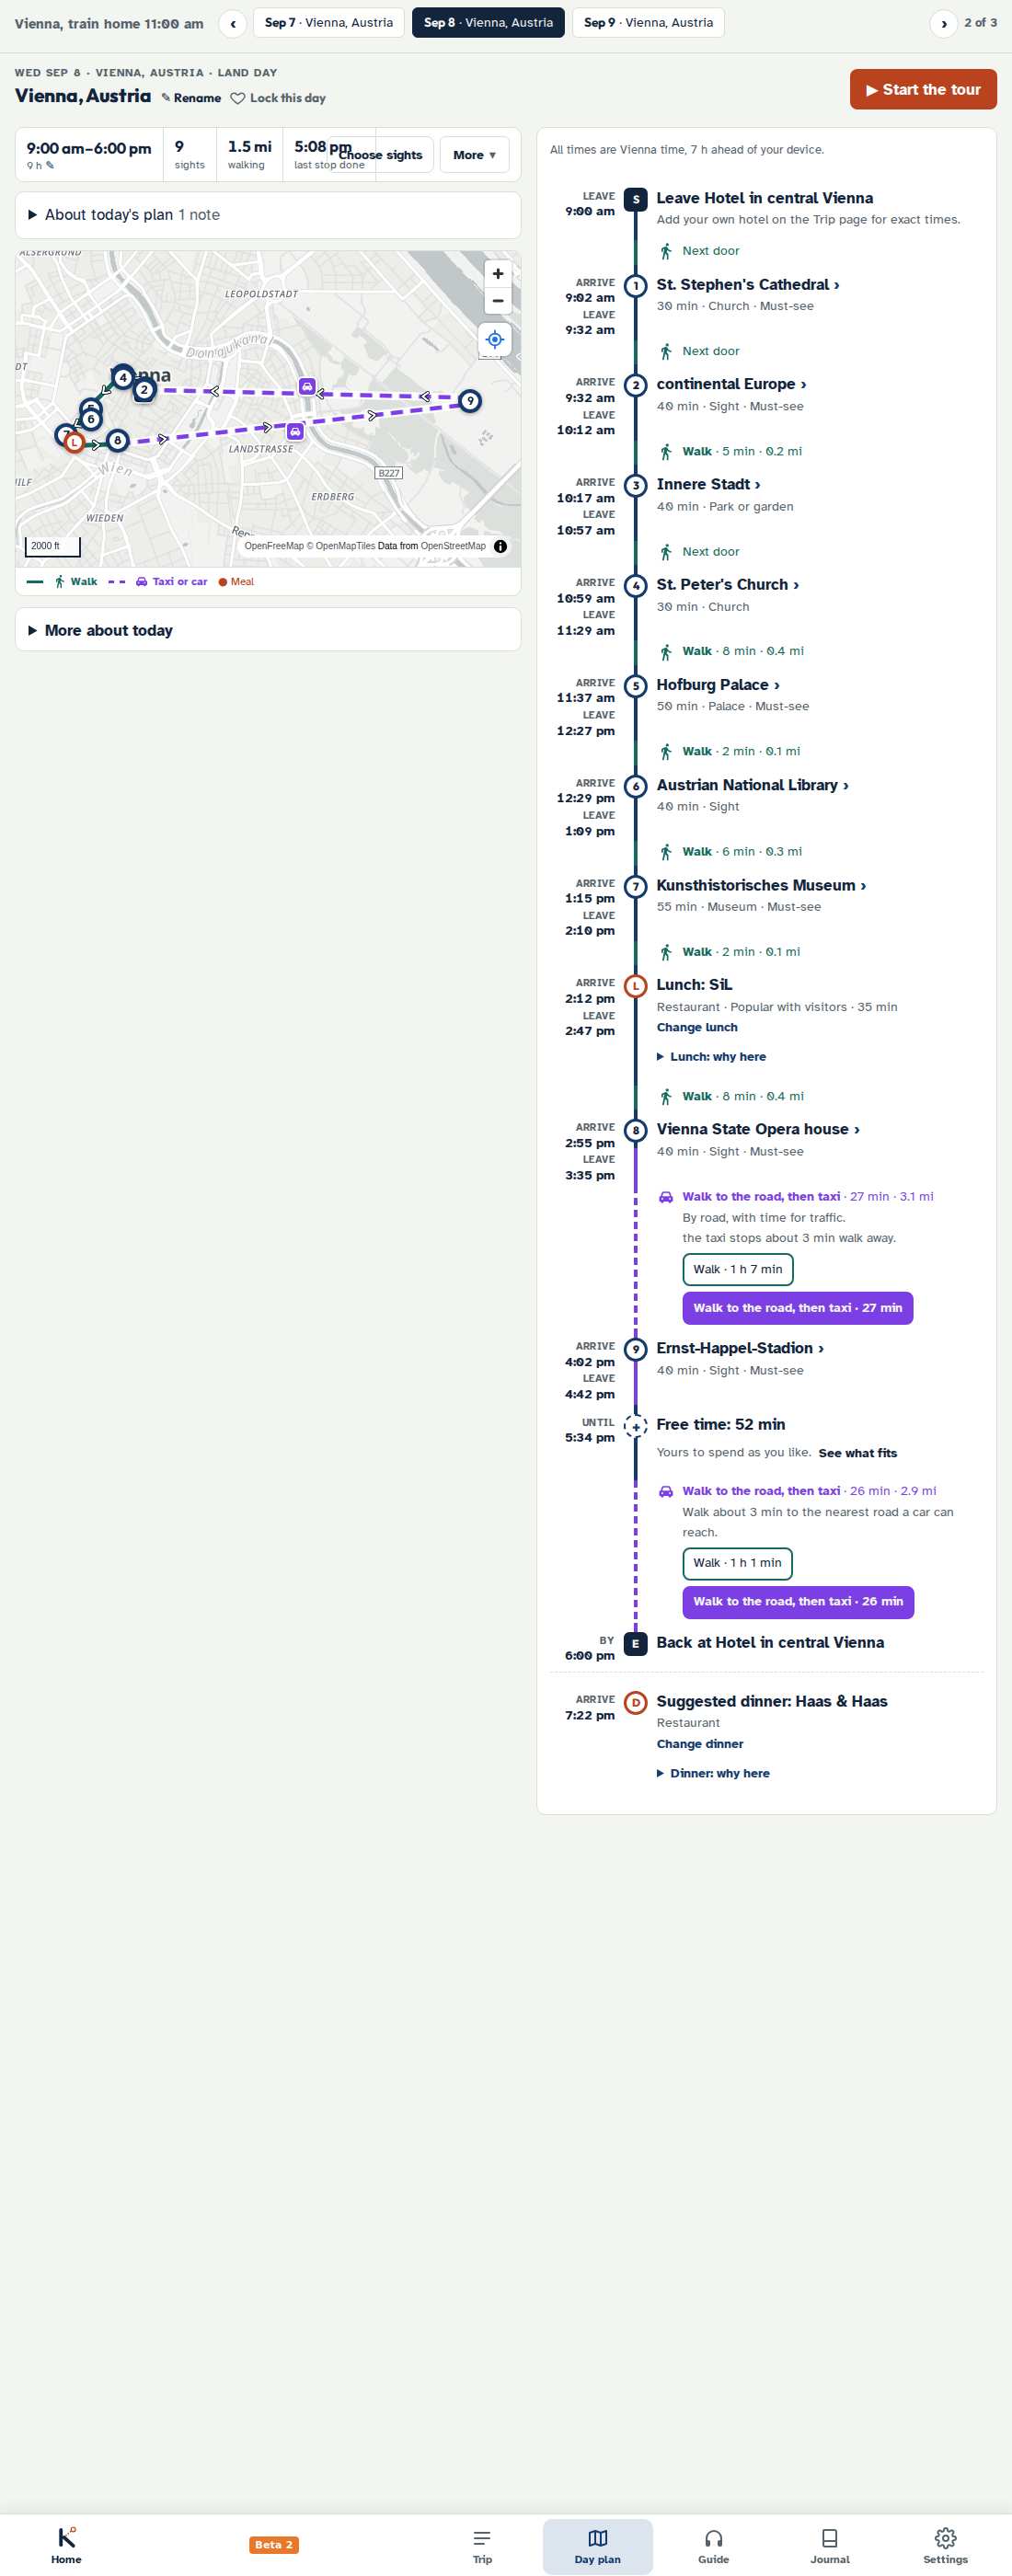 Vienna, train home 11:00 am
‹
Sep 7 · Vienna, Austria
Sep 8 · Vienna, Austria
Sep 9 · Vienna, Austria
›
2 of 3
WED SEP 8 · VIENNA, AUSTRIA · LAND DAY
Vienna, Austria
✎ Rename
Lock this day
▶ Start the tour
9:00 am–6:00 pm
9 h ✎
9
sights
1.5 mi
walking
5:08 pm
last stop done
Choose sights
More ▼
▶ About today's plan 1 note
ALSERGRUND
LEOPOLDSTADT
Donaukanal
4
2
6
L
8
9
LANDSTRASSE
Wien
B227
ERDBERG
WIEDEN
2000 ft
OpenFreeMap © OpenMapTiles Data from OpenStreetMap
Walk
Taxi or car
Meal
▶ More about today
All times are Vienna time, 7 h ahead of your device.
LEAVE
9:00 am
S
Leave Hotel in central Vienna
Add your own hotel on the Trip page for exact times.
Next door
ARRIVE
9:02 am
LEAVE
9:32 am
1
St. Stephen's Cathedral ›
30 min · Church · Must-see
Next door
ARRIVE
9:32 am
LEAVE
10:12 am
2
continental Europe ›
40 min · Sight · Must-see
Walk · 5 min · 0.2 mi
ARRIVE
10:17 am
LEAVE
10:57 am
3
Innere Stadt ›
40 min · Park or garden
Next door
ARRIVE
10:59 am
LEAVE
11:29 am
4
St. Peter's Church ›
30 min · Church
Walk · 8 min · 0.4 mi
ARRIVE
11:37 am
LEAVE
12:27 pm
5
Hofburg Palace ›
50 min · Palace · Must-see
Walk · 2 min · 0.1 mi
ARRIVE
12:29 pm
LEAVE
1:09 pm
6
Austrian National Library ›
40 min · Sight
Walk · 6 min · 0.3 mi
ARRIVE
1:15 pm
LEAVE
2:10 pm
7
Kunsthistorisches Museum ›
55 min · Museum · Must-see
Walk · 2 min · 0.1 mi
ARRIVE
2:12 pm
LEAVE
2:47 pm
L
Lunch: SiL
Restaurant · Popular with visitors · 35 min
Change lunch
▶ Lunch: why here
Walk · 8 min · 0.4 mi
ARRIVE
2:55 pm
LEAVE
3:35 pm
8
Vienna State Opera house ›
40 min · Sight · Must-see
Walk to the road, then taxi · 27 min · 3.1 mi
By road, with time for traffic.
the taxi stops about 3 min walk away.
Walk · 1 h 7 min
Walk to the road, then taxi · 27 min
ARRIVE
4:02 pm
LEAVE
4:42 pm
9
Ernst-Happel-Stadion ›
40 min · Sight · Must-see
UNTIL
5:34 pm
+
Free time: 52 min
Yours to spend as you like. See what fits
Walk to the road, then taxi · 26 min · 2.9 mi
Walk about 3 min to the nearest road a car can
reach.
Walk · 1 h 1 min
Walk to the road, then taxi · 26 min
BY
6:00 pm
E
Back at Hotel in central Vienna
ARRIVE
7:22 pm
D
Suggested dinner: Haas & Haas
Restaurant
Change dinner
▶ Dinner: why here
Home
Beta 2
Trip
Day plan
Guide
Journal
Settings